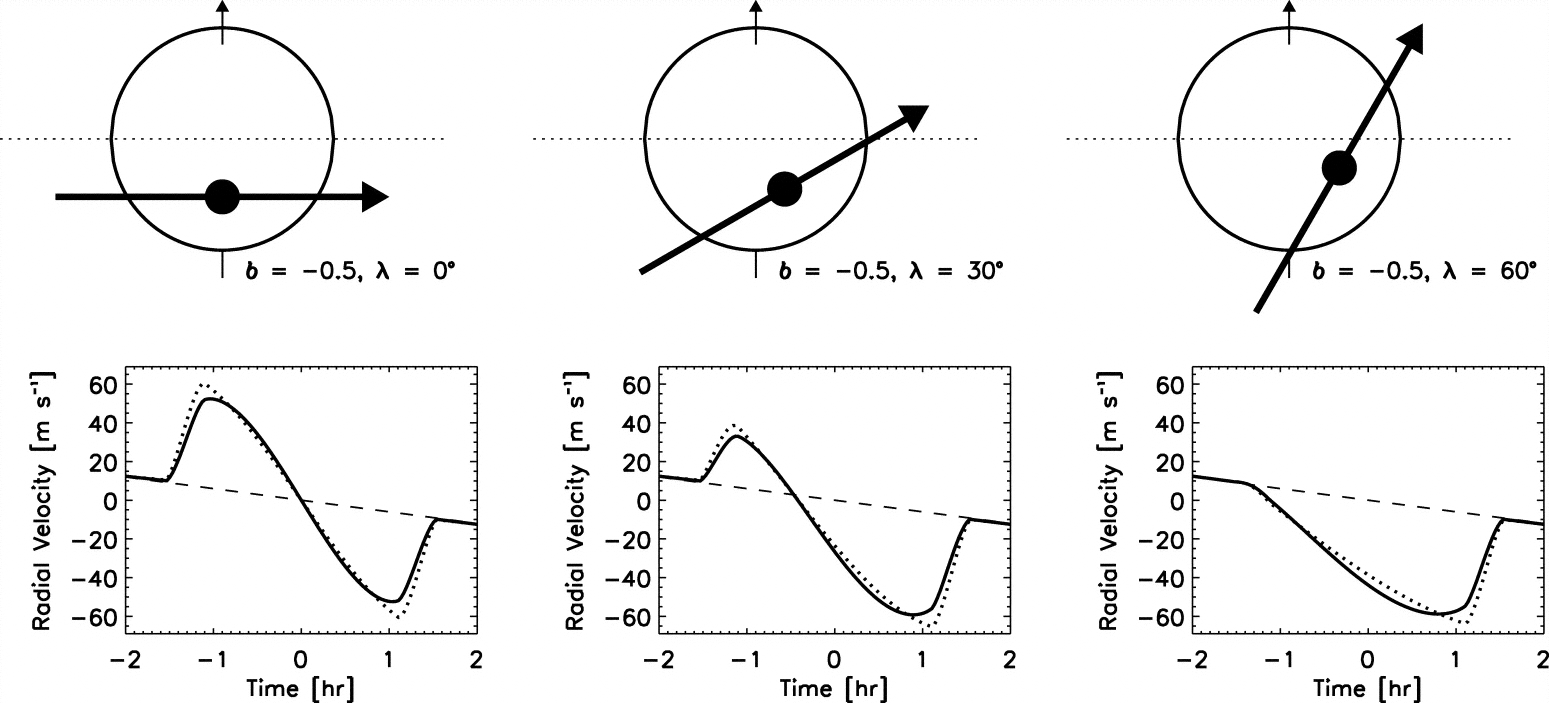 b = −0.5, λ = 0°
b = −0.5, λ = 30°
b = −0.5, λ = 60°
Radial Velocity [m s⁻¹]
60
40
20
0
−20
−40
−60
−2 −1 0 1 2
Time [hr]
Radial Velocity [m s⁻¹]
60
40
20
0
−20
−40
−60
−2 −1 0 1 2
Time [hr]
Radial Velocity [m s⁻¹]
60
40
20
0
−20
−40
−60
−2 −1 0 1 2
Time [hr]